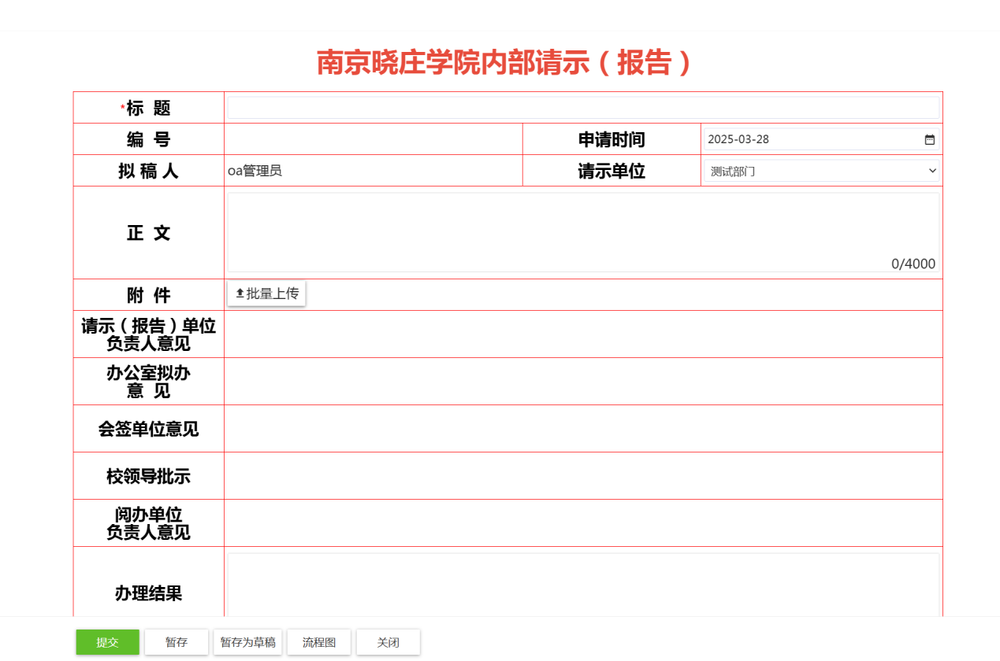 南京晓庄学院内部请示（报告）
*标 题
编 号
申请时间 2025-03-28
拟 稿 人 oa管理员
请示单位 测试部门
正 文
0/4000
附 件 批量上传
请示（报告）单位
负责人意见
办公室拟办
意 见
会签单位意见
校领导批示
阅办单位
负责人意见
办理结果
提交 暂存 暂存为草稿 流程图 关闭